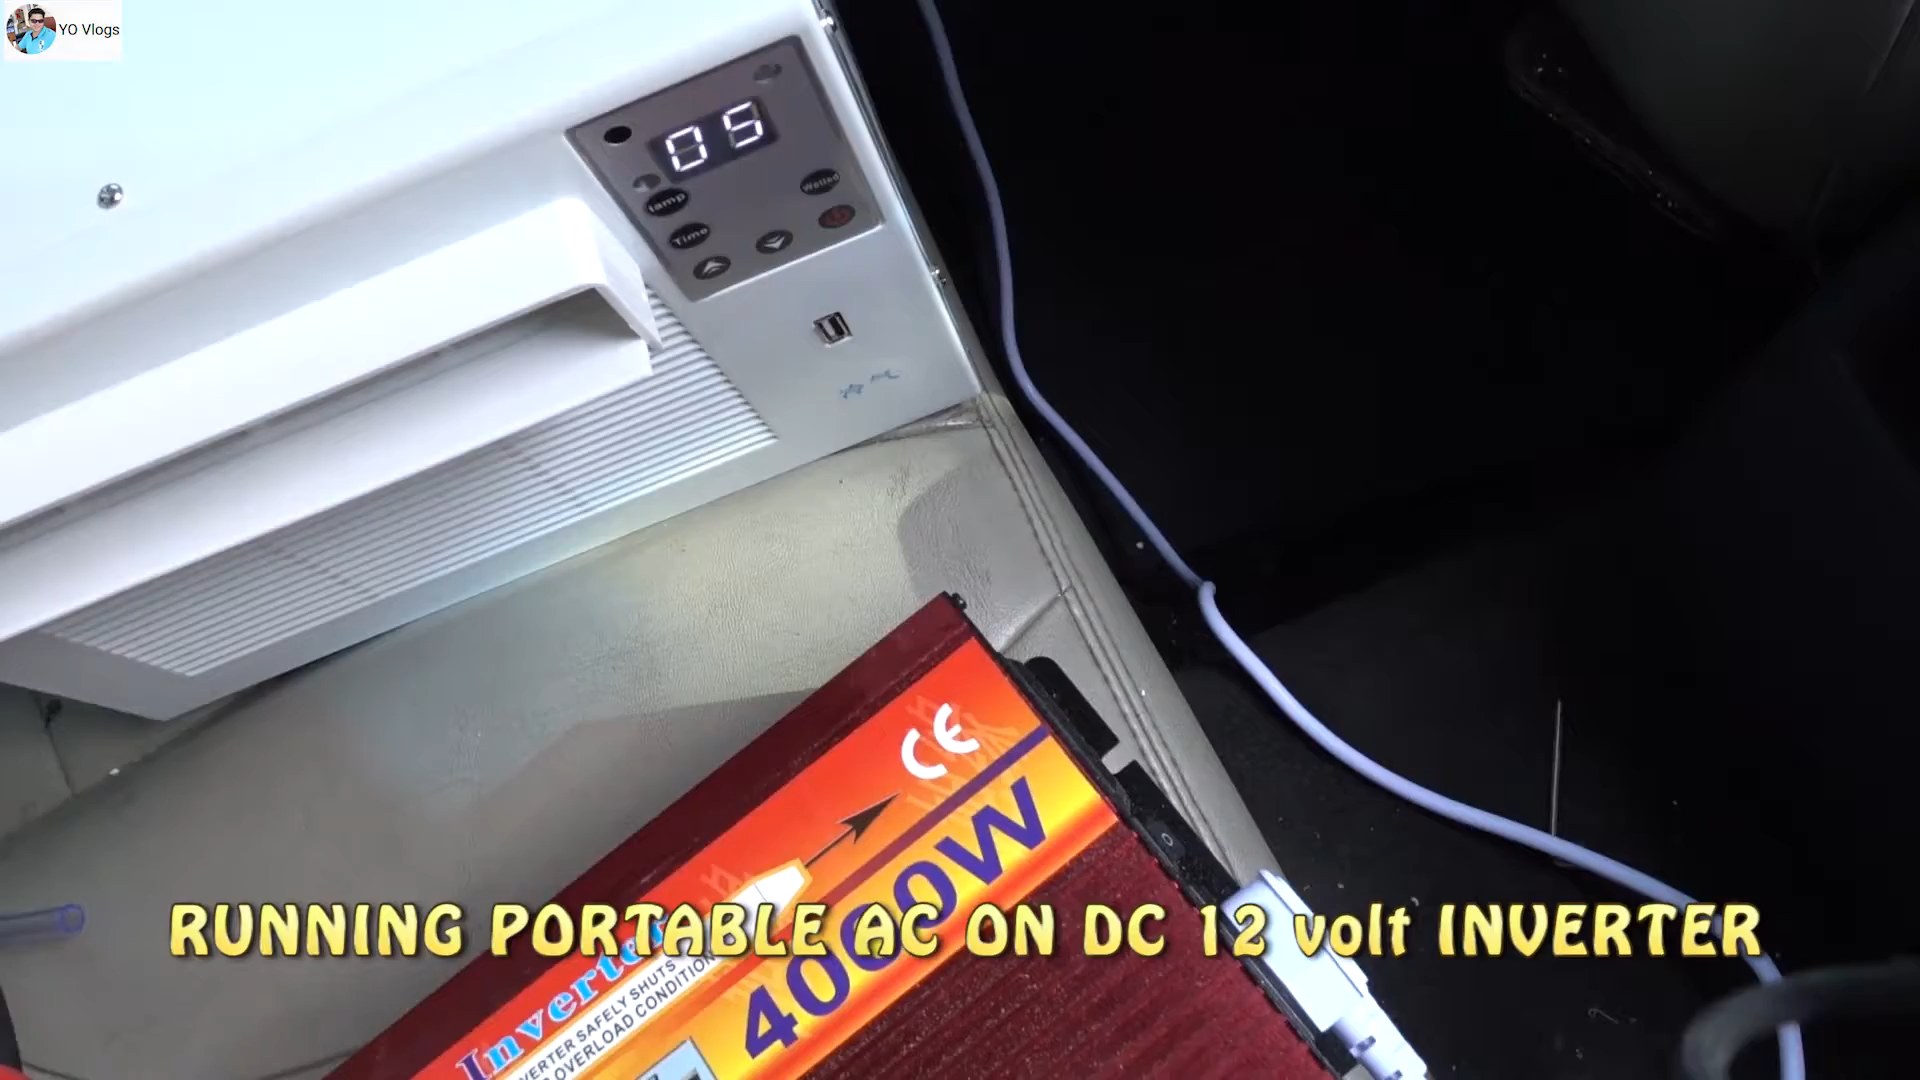 YO Vlogs
05
lamp
Time
CE
4000W
Inverter
VERTER SAFELY SHUTS
OVERLOAD CONDITION
RUNNING PORTABLE AC ON DC 12 volt INVERTER